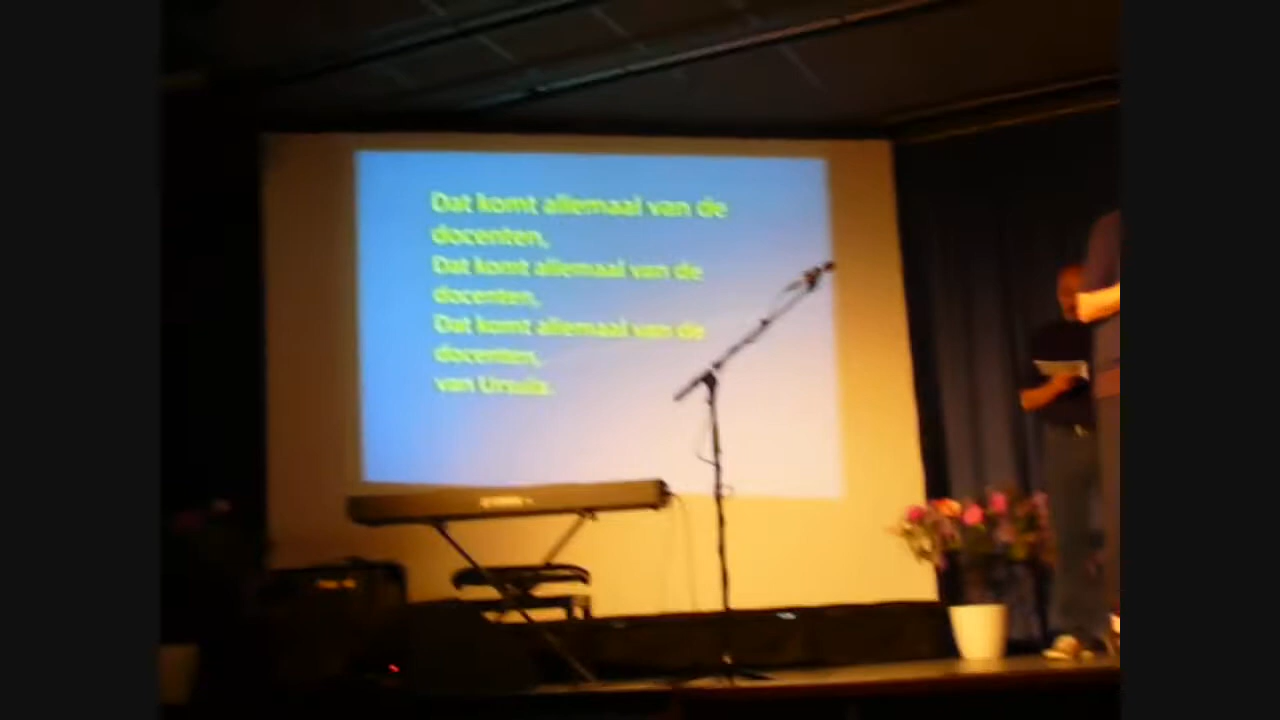 Dat komt allemaal van de
docenten,
Dat komt allemaal van de
docenten,
Dat komt allemaal van de
docenten,
van Ursula.